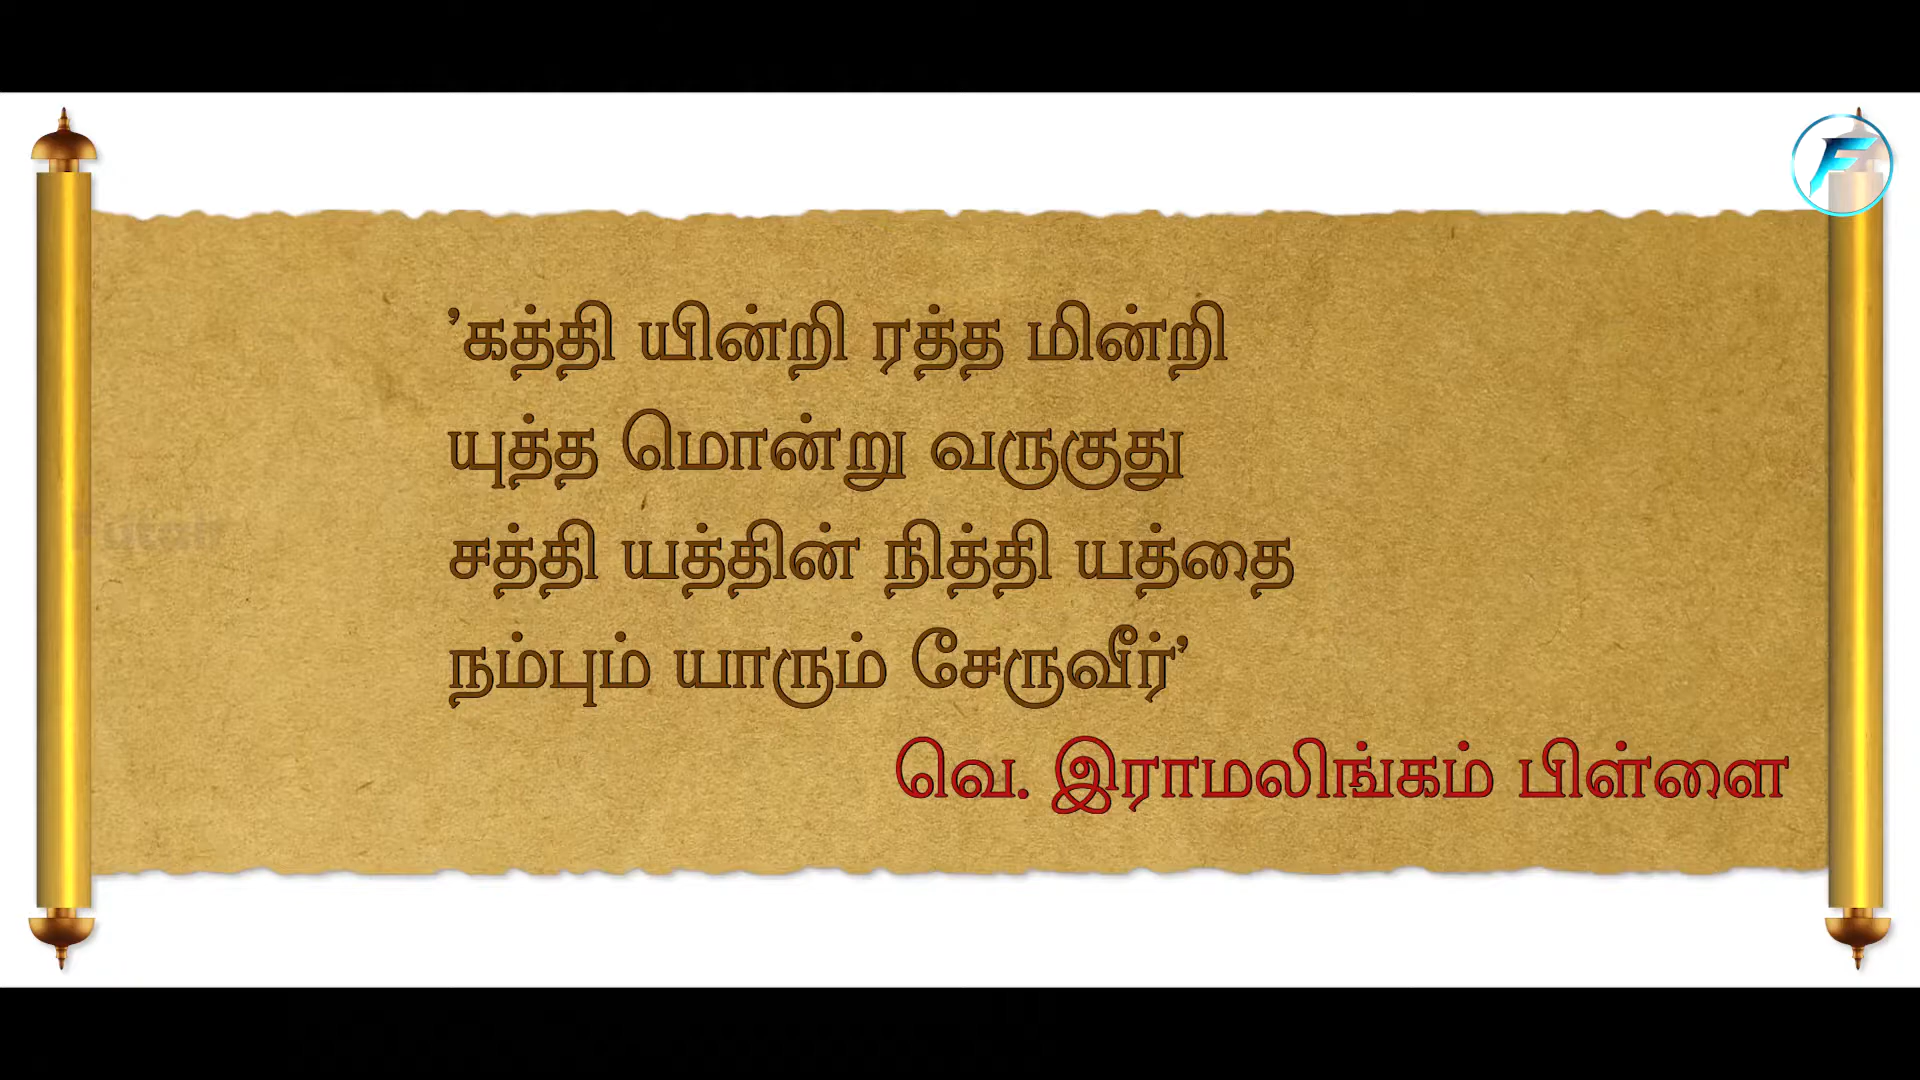 'கத்தி யின்றி ரத்த மின்றி
யுத்த மொன்று வருகுது
சத்தி யத்தின் நித்தி யத்தை
நம்பும் யாரும் சேருவீர்'
வெ. இராமலிங்கம் பிள்ளை
F